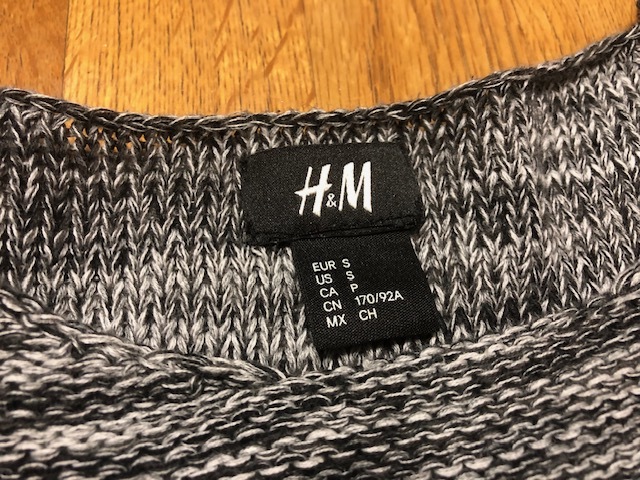 H&M
EUR S
US S
CA P
CN 170/92A
MX CH